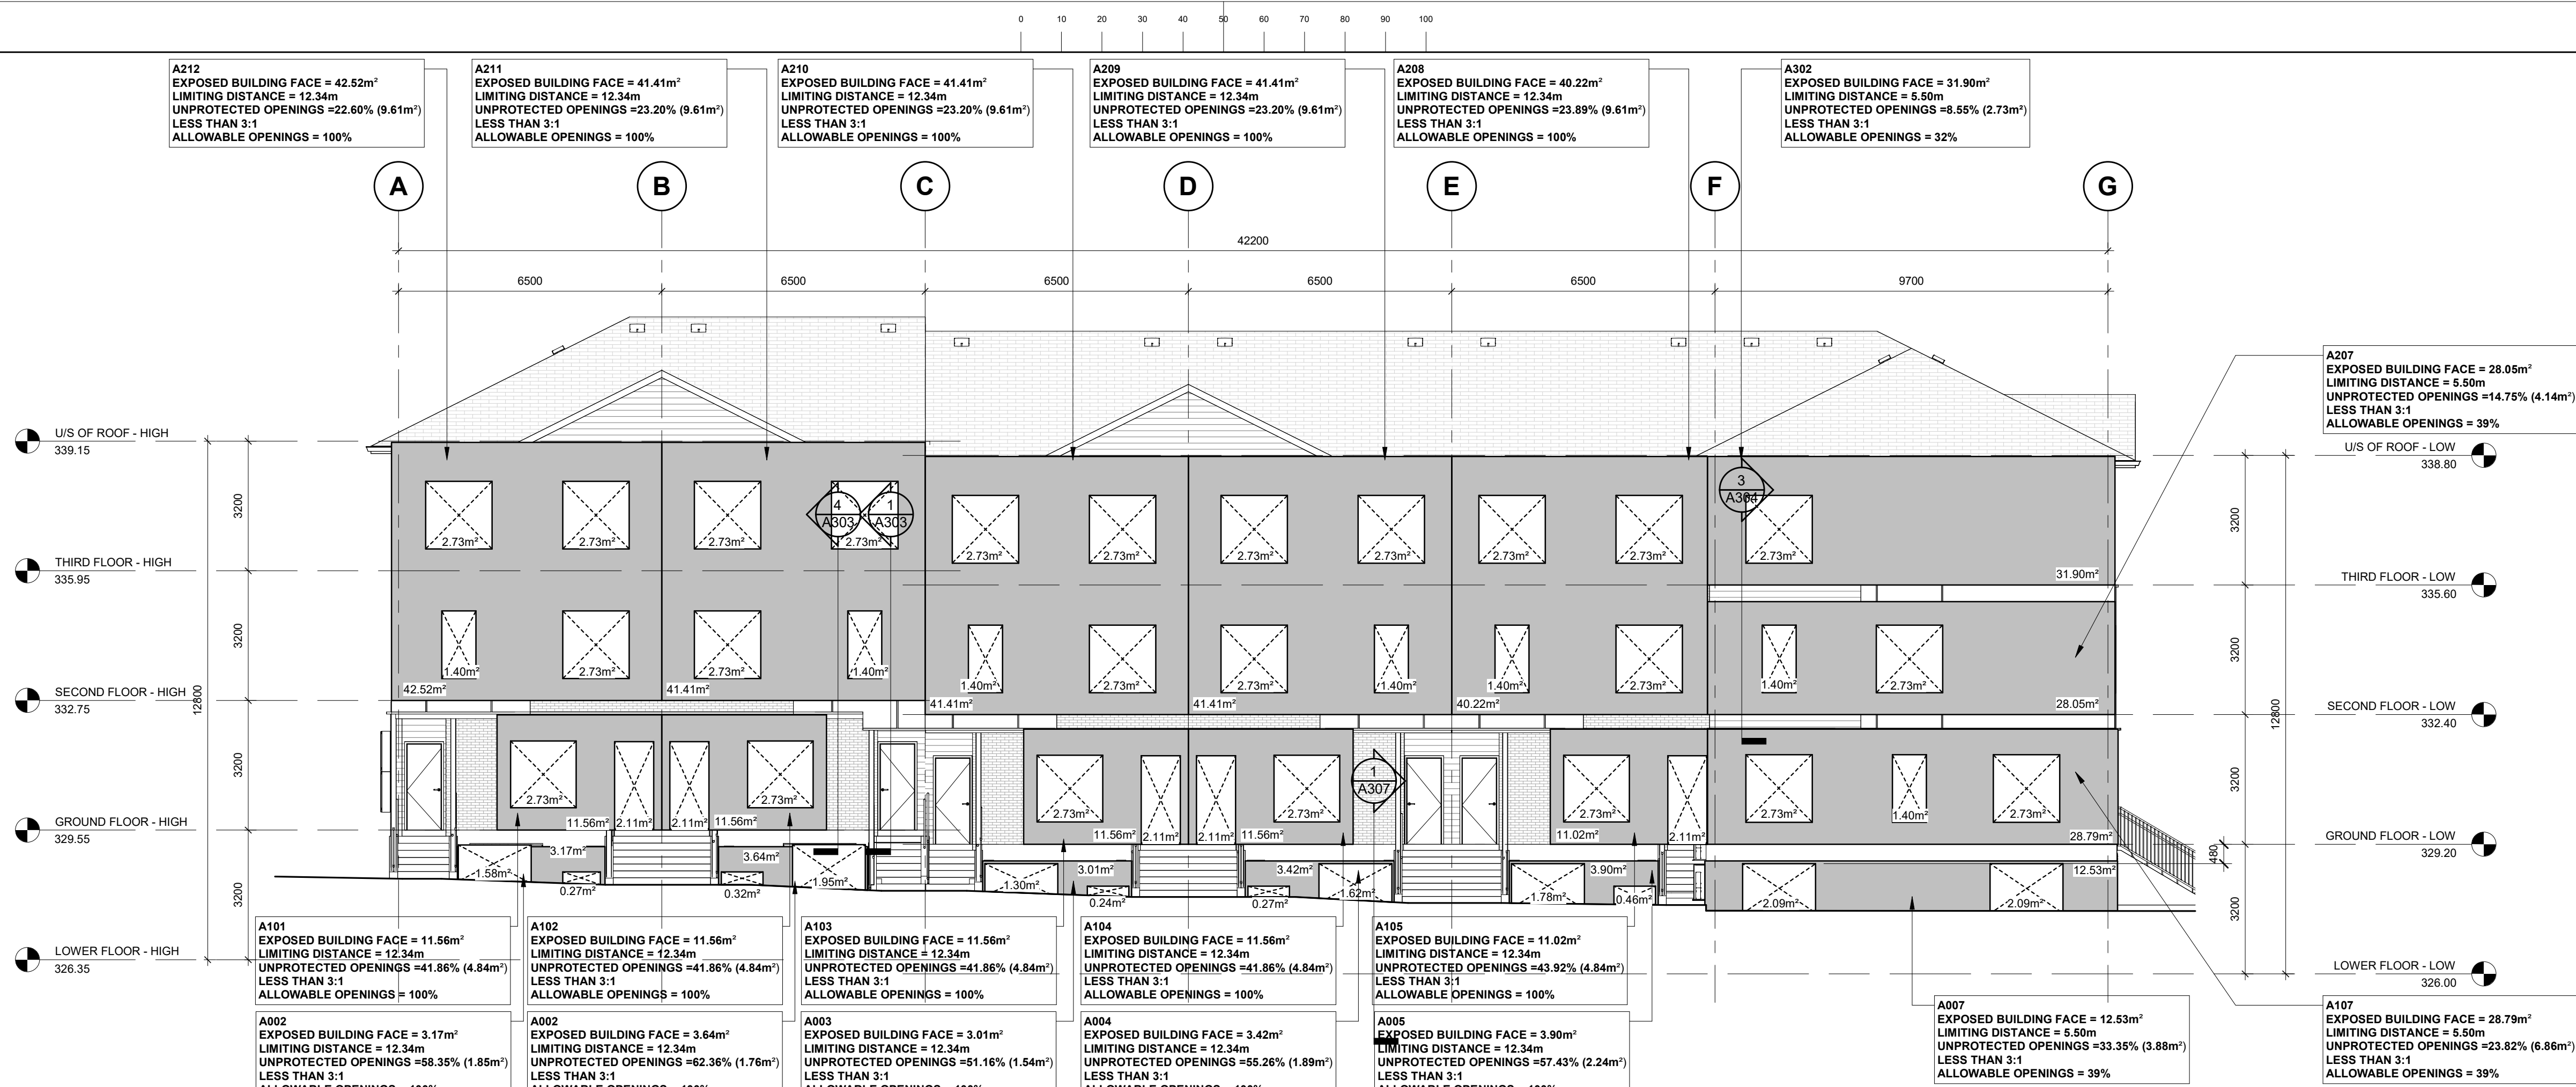 0 10 20 30 40 50 60 70 80 90 100
A212
EXPOSED BUILDING FACE = 42.52m²
LIMITING DISTANCE = 12.34m
UNPROTECTED OPENINGS =22.60% (9.61m²)
LESS THAN 3:1
ALLOWABLE OPENINGS = 100%
A211
EXPOSED BUILDING FACE = 41.41m²
LIMITING DISTANCE = 12.34m
UNPROTECTED OPENINGS =23.20% (9.61m²)
LESS THAN 3:1
ALLOWABLE OPENINGS = 100%
A210
EXPOSED BUILDING FACE = 41.41m²
LIMITING DISTANCE = 12.34m
UNPROTECTED OPENINGS =23.20% (9.61m²)
LESS THAN 3:1
ALLOWABLE OPENINGS = 100%
A209
EXPOSED BUILDING FACE = 41.41m²
LIMITING DISTANCE = 12.34m
UNPROTECTED OPENINGS =23.20% (9.61m²)
LESS THAN 3:1
ALLOWABLE OPENINGS = 100%
A208
EXPOSED BUILDING FACE = 40.22m²
LIMITING DISTANCE = 12.34m
UNPROTECTED OPENINGS =23.89% (9.61m²)
LESS THAN 3:1
ALLOWABLE OPENINGS = 100%
A302
EXPOSED BUILDING FACE = 31.90m²
LIMITING DISTANCE = 5.50m
UNPROTECTED OPENINGS =8.55% (2.73m²)
LESS THAN 3:1
ALLOWABLE OPENINGS = 32%
A B C D E F G
42200
6500 6500 6500 6500 6500 9700
A207
EXPOSED BUILDING FACE = 28.05m²
LIMITING DISTANCE = 5.50m
UNPROTECTED OPENINGS =14.75% (4.14m²)
LESS THAN 3:1
ALLOWABLE OPENINGS = 39%
U/S OF ROOF - HIGH
339.15
THIRD FLOOR - HIGH
335.95
SECOND FLOOR - HIGH
332.75
GROUND FLOOR - HIGH
329.55
LOWER FLOOR - HIGH
326.35
12800
3200
3200
3200
3200
U/S OF ROOF - LOW
338.80
THIRD FLOOR - LOW
335.60
SECOND FLOOR - LOW
332.40
GROUND FLOOR - LOW
329.20
LOWER FLOOR - LOW
326.00
12800
3200
3200
3200
480
3200
4
A303
1
A303
3
A304
2.73m² 2.73m² 2.73m² 2.73m²
2.73m² 2.73m² 2.73m² 2.73m² 2.73m² 2.73m² 2.73m²
31.90m²
1.40m² 2.73m² 2.73m² 1.40m²
1.40m² 2.73m² 2.73m² 1.40m² 1.40m² 2.73m² 1.40m² 2.73m²
42.52m² 41.41m² 41.41m² 41.41m² 40.22m² 28.05m²
1
A307
2.73m² 2.73m² 2.73m² 2.73m² 2.73m² 2.73m² 1.40m² 2.73m²
11.56m² 2.11m² 2.11m² 11.56m² 11.56m² 2.11m² 2.11m² 11.56m² 11.02m² 2.11m² 28.79m²
3.17m² 3.64m² 3.01m² 3.42m² 3.90m² 12.53m²
1.58m² 0.27m² 0.32m² 1.95m² 1.30m² 0.24m² 0.27m² 1.62m² 1.78m² 0.46m² 2.09m² 2.09m²
A101
EXPOSED BUILDING FACE = 11.56m²
LIMITING DISTANCE = 12.34m
UNPROTECTED OPENINGS =41.86% (4.84m²)
LESS THAN 3:1
ALLOWABLE OPENINGS = 100%
A102
EXPOSED BUILDING FACE = 11.56m²
LIMITING DISTANCE = 12.34m
UNPROTECTED OPENINGS =41.86% (4.84m²)
LESS THAN 3:1
ALLOWABLE OPENINGS = 100%
A103
EXPOSED BUILDING FACE = 11.56m²
LIMITING DISTANCE = 12.34m
UNPROTECTED OPENINGS =41.86% (4.84m²)
LESS THAN 3:1
ALLOWABLE OPENINGS = 100%
A104
EXPOSED BUILDING FACE = 11.56m²
LIMITING DISTANCE = 12.34m
UNPROTECTED OPENINGS =41.86% (4.84m²)
LESS THAN 3:1
ALLOWABLE OPENINGS = 100%
A105
EXPOSED BUILDING FACE = 11.02m²
LIMITING DISTANCE = 12.34m
UNPROTECTED OPENINGS =43.92% (4.84m²)
LESS THAN 3:1
ALLOWABLE OPENINGS = 100%
A002
EXPOSED BUILDING FACE = 3.17m²
LIMITING DISTANCE = 12.34m
UNPROTECTED OPENINGS =58.35% (1.85m²)
LESS THAN 3:1
A002
EXPOSED BUILDING FACE = 3.64m²
LIMITING DISTANCE = 12.34m
UNPROTECTED OPENINGS =62.36% (1.76m²)
LESS THAN 3:1
A003
EXPOSED BUILDING FACE = 3.01m²
LIMITING DISTANCE = 12.34m
UNPROTECTED OPENINGS =51.16% (1.54m²)
LESS THAN 3:1
A004
EXPOSED BUILDING FACE = 3.42m²
LIMITING DISTANCE = 12.34m
UNPROTECTED OPENINGS =55.26% (1.89m²)
LESS THAN 3:1
A005
EXPOSED BUILDING FACE = 3.90m²
LIMITING DISTANCE = 12.34m
UNPROTECTED OPENINGS =57.43% (2.24m²)
LESS THAN 3:1
A007
EXPOSED BUILDING FACE = 12.53m²
LIMITING DISTANCE = 5.50m
UNPROTECTED OPENINGS =33.35% (3.88m²)
LESS THAN 3:1
ALLOWABLE OPENINGS = 39%
A107
EXPOSED BUILDING FACE = 28.79m²
LIMITING DISTANCE = 5.50m
UNPROTECTED OPENINGS =23.82% (6.86m²)
LESS THAN 3:1
ALLOWABLE OPENINGS = 39%